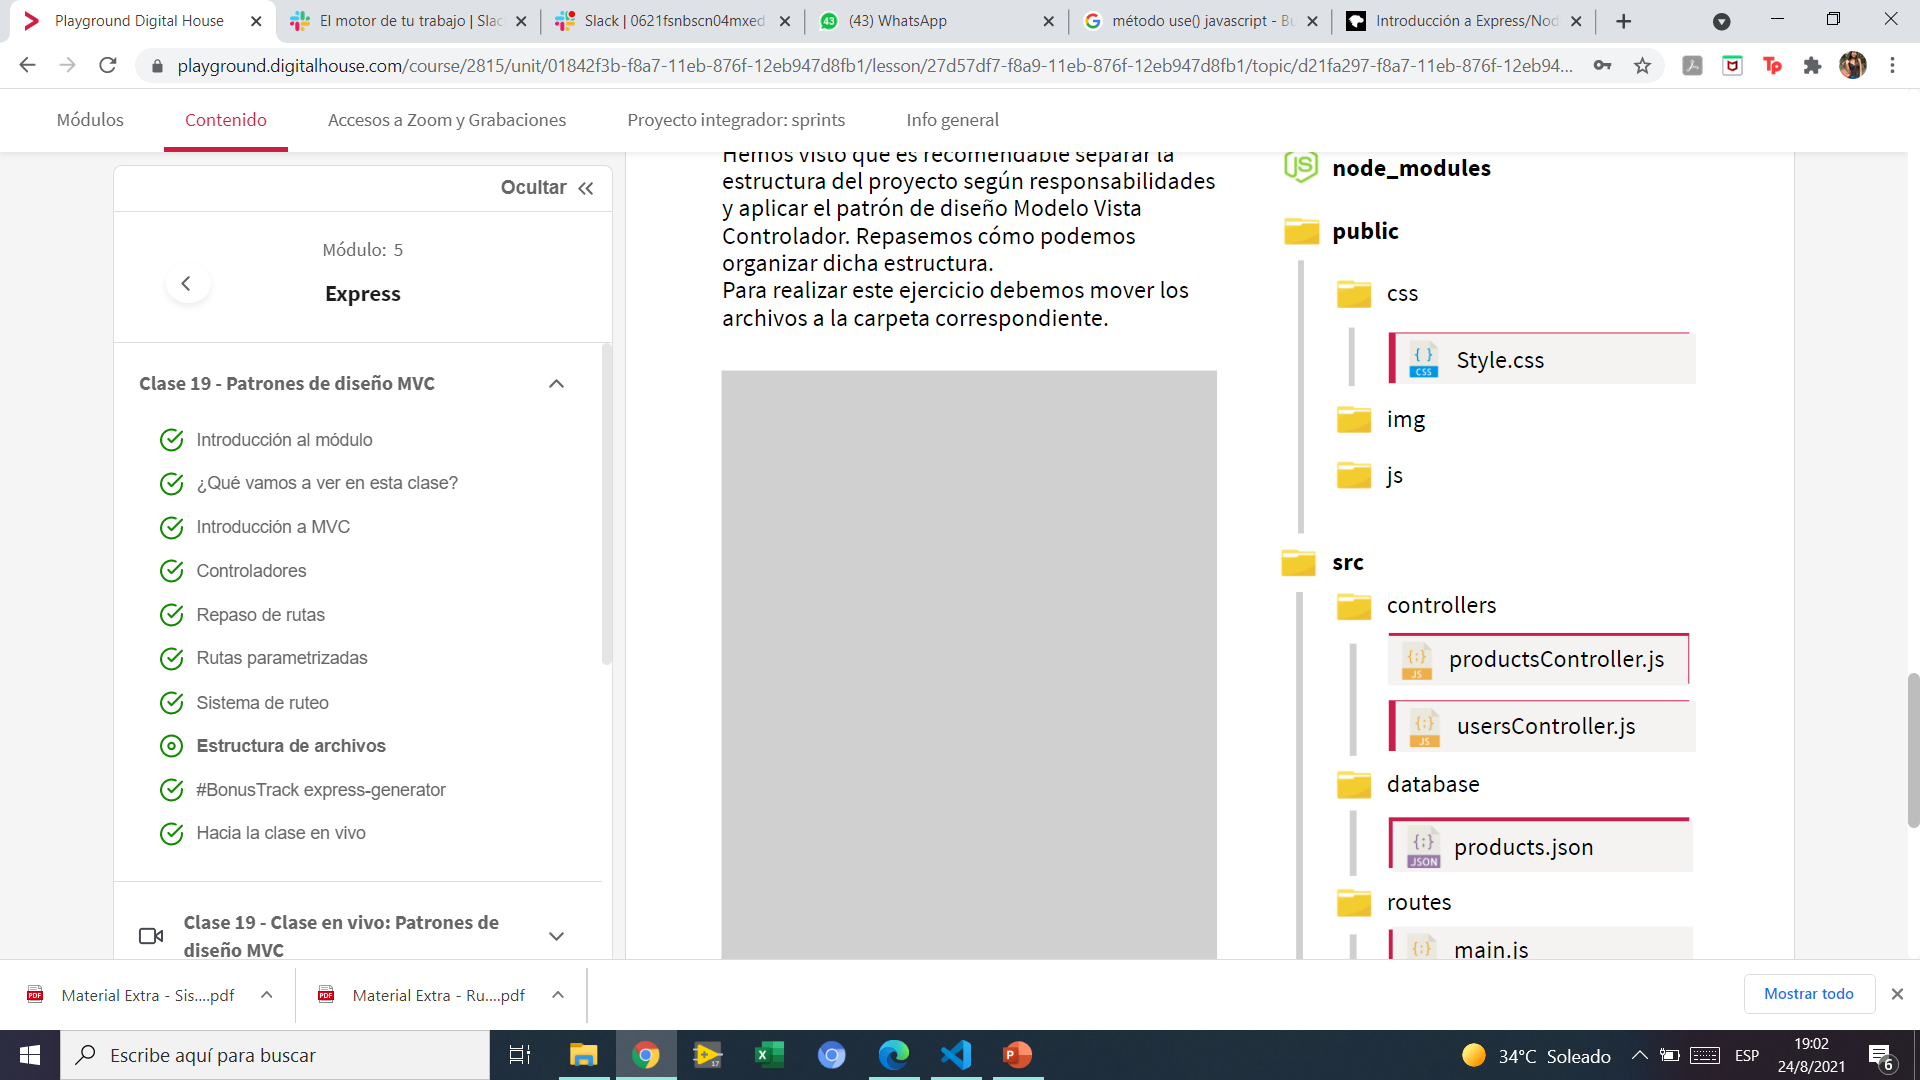 Playground Digital House
El motor de tu trabajo | Slac
Slack | 0621fsnbscn04mxed
(43) WhatsApp
método use() javascript - Bu
Introducción a Express/Nod
playground.digitalhouse.com/course/2815/unit/01842f3b-f8a7-11eb-876f-12eb947d8fb1/lesson/27d57df7-f8a9-11eb-876f-12eb947d8fb1/topic/d21fa297-f8a7-11eb-876f-12eb94...
Módulos
Contenido
Accesos a Zoom y Grabaciones
Proyecto integrador: sprints
Info general
Ocultar
Módulo: 5
Express
Clase 19 - Patrones de diseño MVC
Introducción al módulo
¿Qué vamos a ver en esta clase?
Introducción a MVC
Controladores
Repaso de rutas
Rutas parametrizadas
Sistema de ruteo
Estructura de archivos
#BonusTrack express-generator
Hacia la clase en vivo
Clase 19 - Clase en vivo: Patrones de
diseño MVC
Hemos visto que es recomendable separar la
estructura del proyecto según responsabilidades
y aplicar el patrón de diseño Modelo Vista
Controlador. Repasemos cómo podemos
organizar dicha estructura.
Para realizar este ejercicio debemos mover los
archivos a la carpeta correspondiente.
node_modules
public
css
Style.css
img
js
src
controllers
productsController.js
usersController.js
database
products.json
routes
main.js
Material Extra - Sis....pdf
Material Extra - Ru....pdf
Mostrar todo
Escribe aquí para buscar
34°C Soleado
ESP
19:02
24/8/2021
6